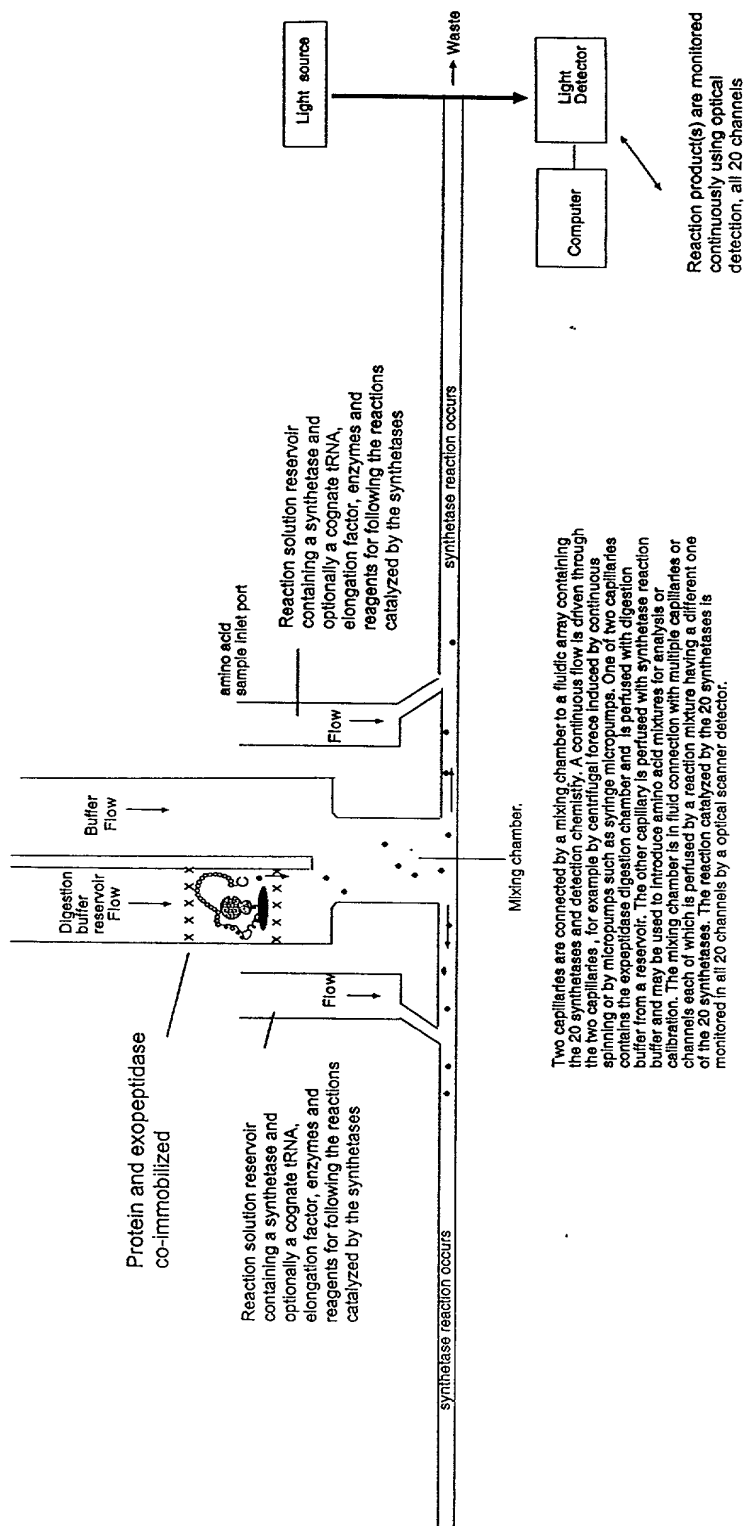 Protein and exopeptidase
co-immobilized
Digestion
buffer
reservoir
Flow
Buffer
Flow
C
Flow
Flow
amino acid
sample inlet port
Reaction solution reservoir
containing a synthetase and
optionally a cognate tRNA,
elongation factor, enzymes and
reagents for following the reactions
catalyzed by the synthetases
Reaction solution reservoir
containing a synthetase and
optionally a cognate tRNA,
elongation factor, enzymes and
reagents for following the reactions
catalyzed by the synthetases
synthetase reaction occurs
synthetase reaction occurs
Mixing chamber.
Light source
Waste
Light
Detector
Computer
Reaction product(s) are monitored
continuously using optical
detection, all 20 channels
Two capillaries are connected by a mixing chamber to a fluidic array containing
the 20 synthetases and detection chemistry. A continuous flow is driven through
the two capillaries , for example by centrifugal forece induced by continuous
spinning or by micropumps such as syringe micropumps. One of two capillaries
contains the expeptidase digestion chamber and is perfused with digestion
buffer from a reservoir. The other capillary is perfused with synthetase reaction
buffer and may be used to introduce amino acid mixtures for analysis or
calibration. The mixing chamber is in fluid connection with multiple capillaries or
channels each of which is perfused by a reaction mixture having a different one
of the 20 synthetases. The reaction catalyzed by the 20 synthetases is
monitored in all 20 channels by a optical scanner detector.